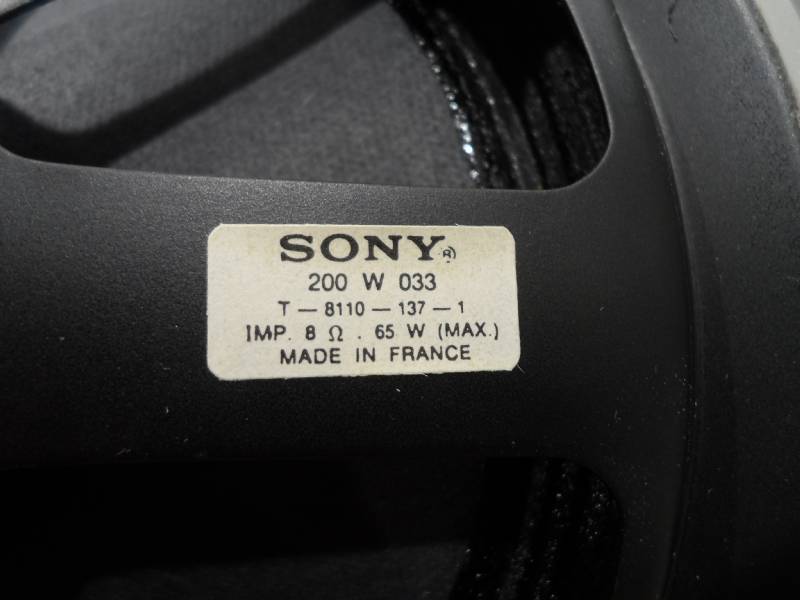 SONY®
200 W 033
T — 8110 — 137 — 1
IMP. 8 Ω . 65 W (MAX.)
MADE IN FRANCE